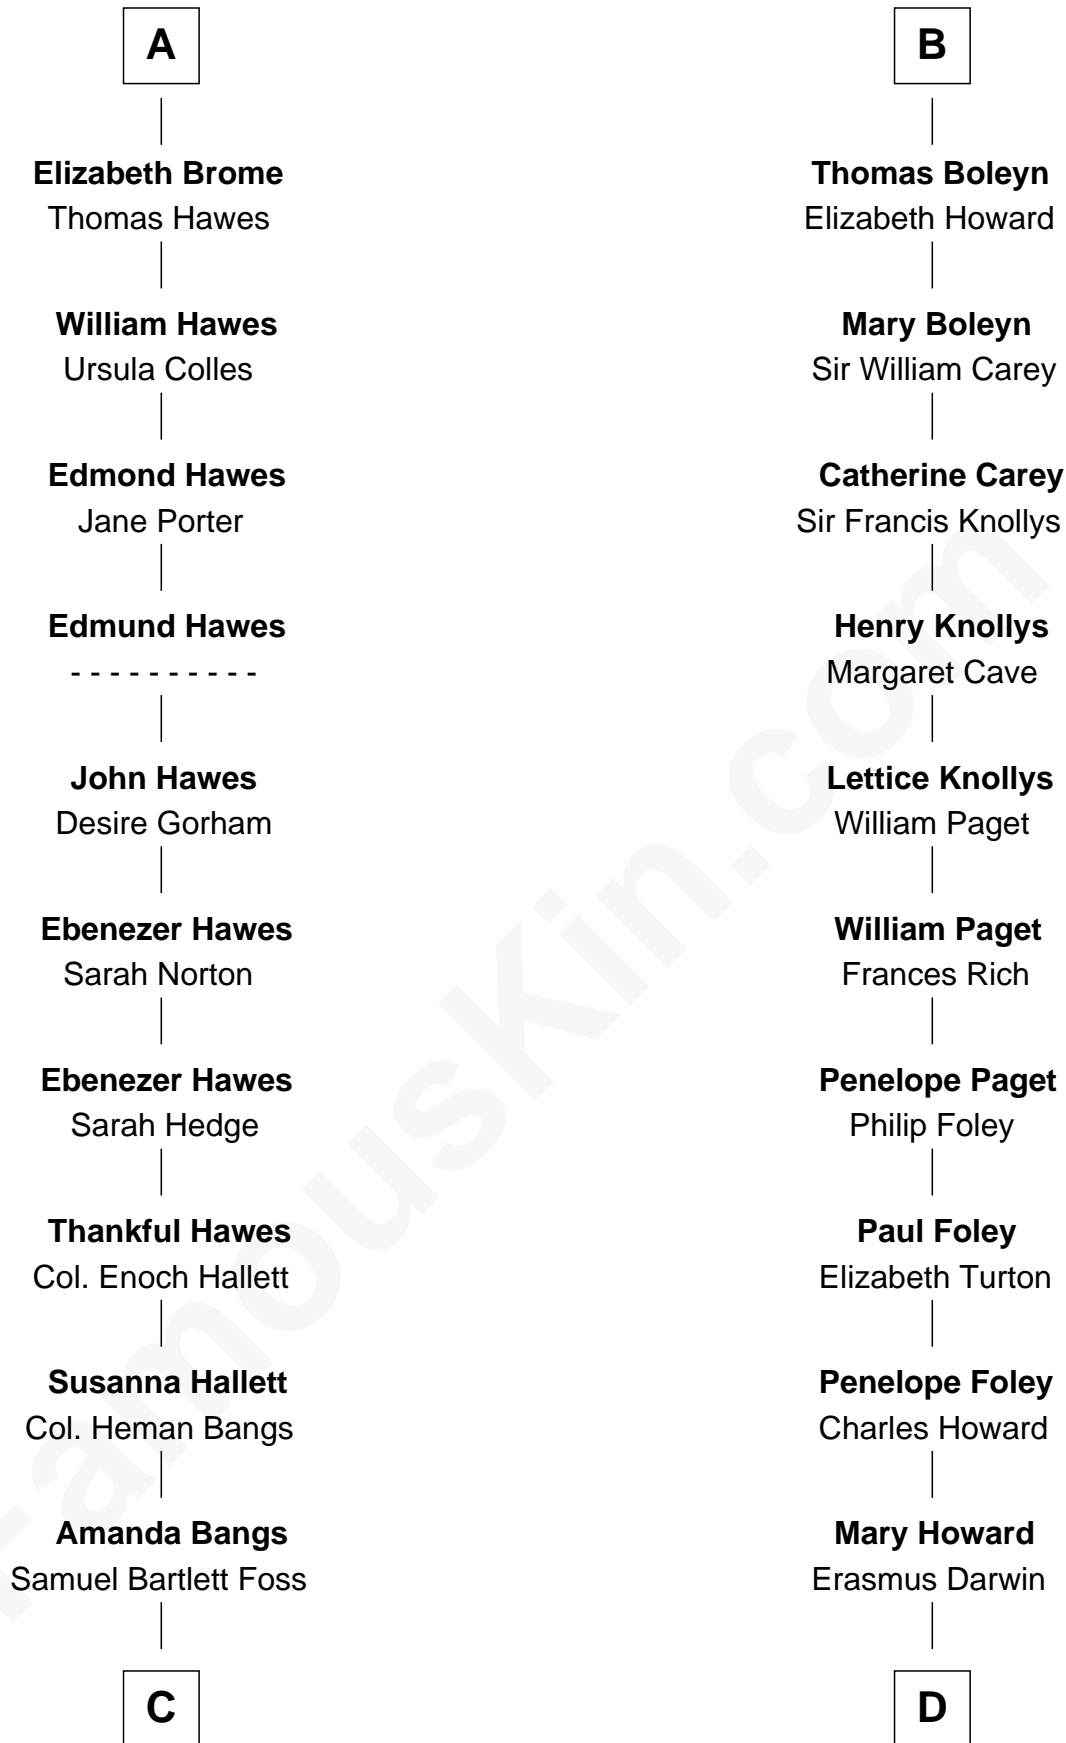 A
Elizabeth Brome
Thomas Hawes
William Hawes
Ursula Colles
Edmond Hawes
Jane Porter
Edmund Hawes
- - - - - - - - - -
John Hawes
Desire Gorham
Ebenezer Hawes
Sarah Norton
Ebenezer Hawes
Sarah Hedge
Thankful Hawes
Col. Enoch Hallett
Susanna Hallett
Col. Heman Bangs
Amanda Bangs
Samuel Bartlett Foss
C
B
Thomas Boleyn
Elizabeth Howard
Mary Boleyn
Sir William Carey
Catherine Carey
Sir Francis Knollys
Henry Knollys
Margaret Cave
Lettice Knollys
William Paget
William Paget
Frances Rich
Penelope Paget
Philip Foley
Paul Foley
Elizabeth Turton
Penelope Foley
Charles Howard
Mary Howard
Erasmus Darwin
D
FamousKin.com